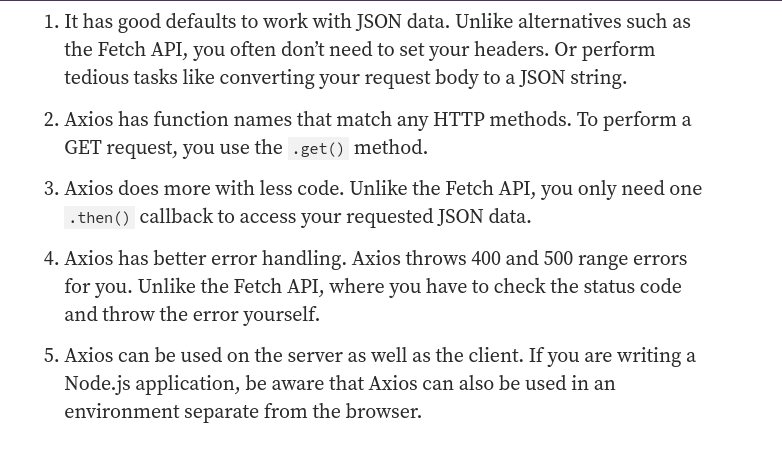 1. It has good defaults to work with JSON data. Unlike alternatives such as
the Fetch API, you often don’t need to set your headers. Or perform
tedious tasks like converting your request body to a JSON string.
2. Axios has function names that match any HTTP methods. To perform a
GET request, you use the .get() method.
3. Axios does more with less code. Unlike the Fetch API, you only need one
.then() callback to access your requested JSON data.
4. Axios has better error handling. Axios throws 400 and 500 range errors
for you. Unlike the Fetch API, where you have to check the status code
and throw the error yourself.
5. Axios can be used on the server as well as the client. If you are writing a
Node.js application, be aware that Axios can also be used in an
environment separate from the browser.